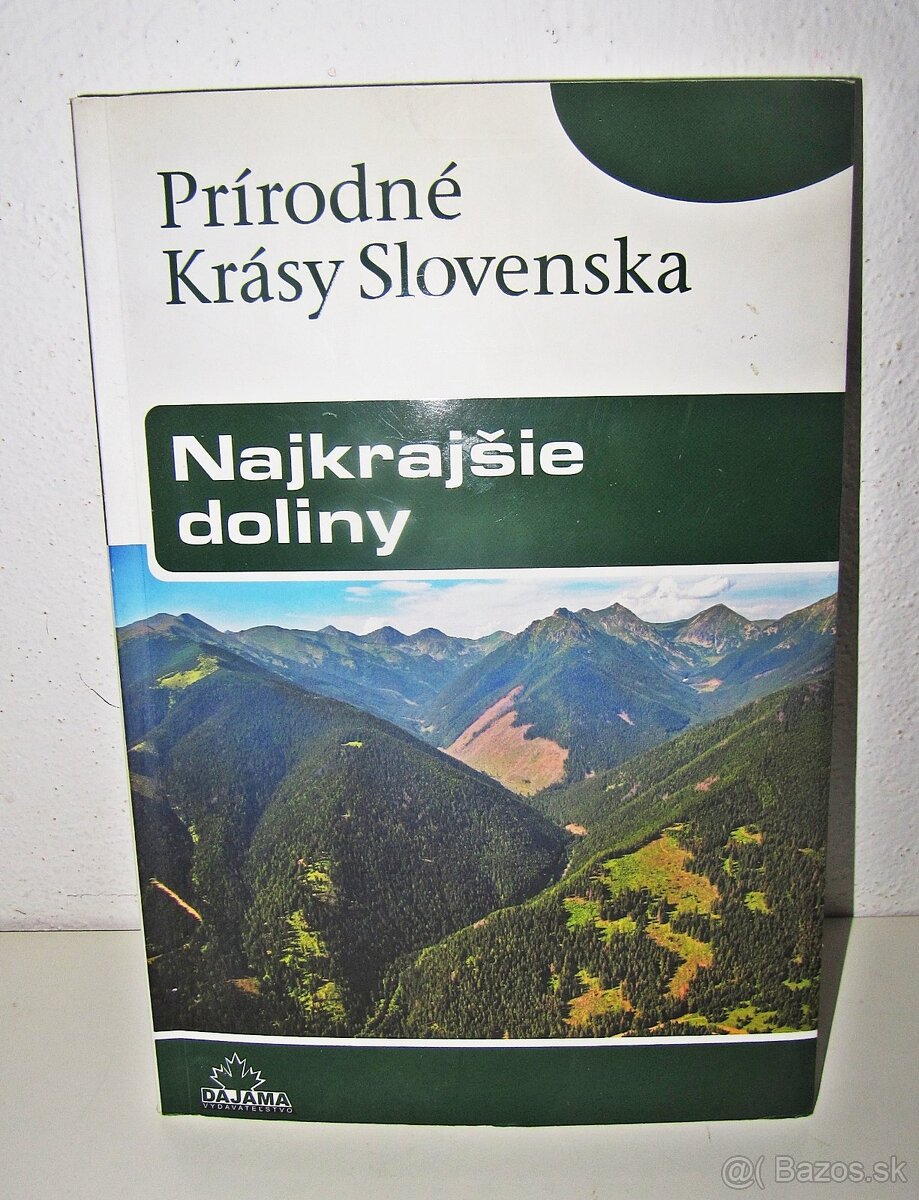 Prírodné
Krásy Slovenska
Najkrajšie
doliny
DAJAMA
VYDAVATEĽSTVO
@( Bazos.sk